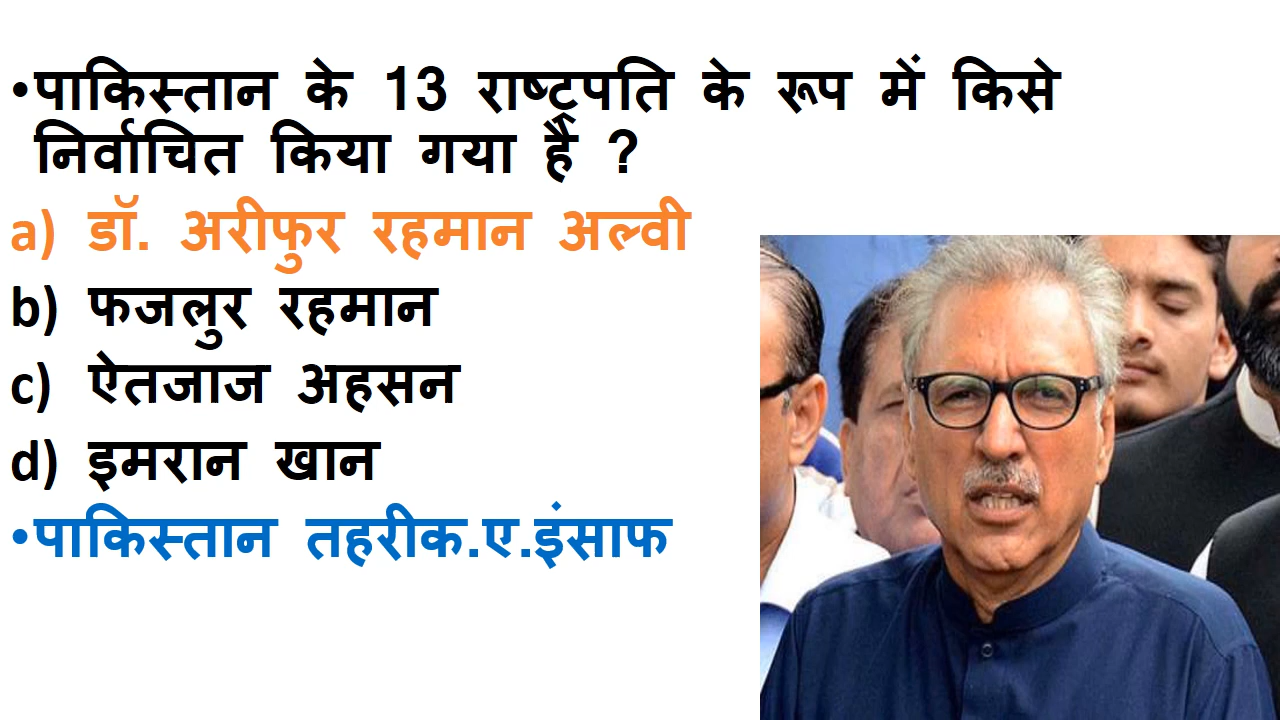 •पाकिस्तान के 13 राष्ट्रपति के रूप में किसे
निर्वाचित किया गया है ?
a) डॉ. अरीफुर रहमान अल्वी
b) फजलुर रहमान
c) ऐतजाज अहसन
d) इमरान खान
•पाकिस्तान तहरीक.ए.इंसाफ